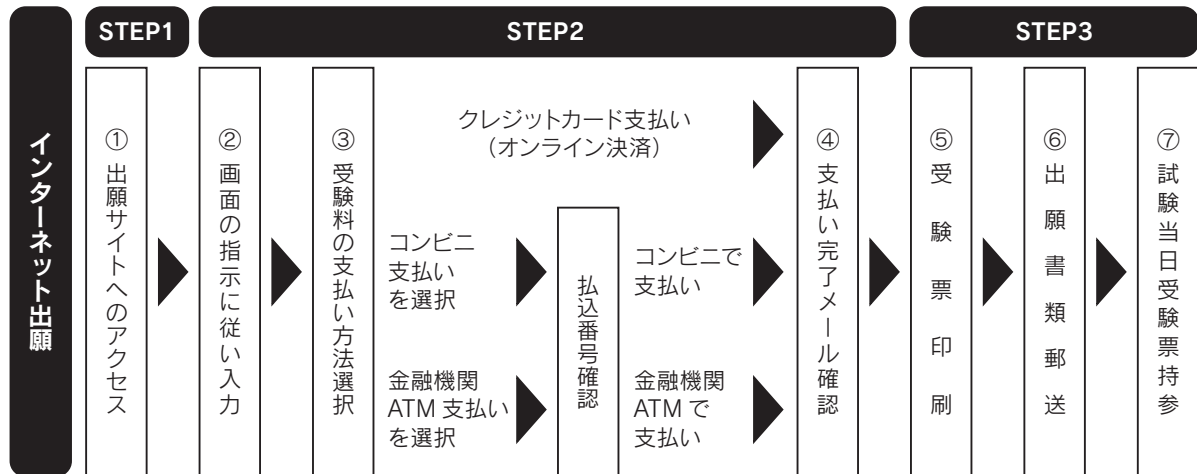 STEP1
STEP2
STEP3
インターネット出願
①出願サイトへのアクセス
②画面の指示に従い入力
③受験料の支払い方法選択
クレジットカード支払い
（オンライン決済）
コンビニ
支払い
を選択
金融機関
ATM 支払い
を選択
払込番号確認
コンビニで
支払い
金融機関
ATM で
支払い
④支払い完了メール確認
⑤受験票印刷
⑥出願書類郵送
⑦試験当日受験票持参